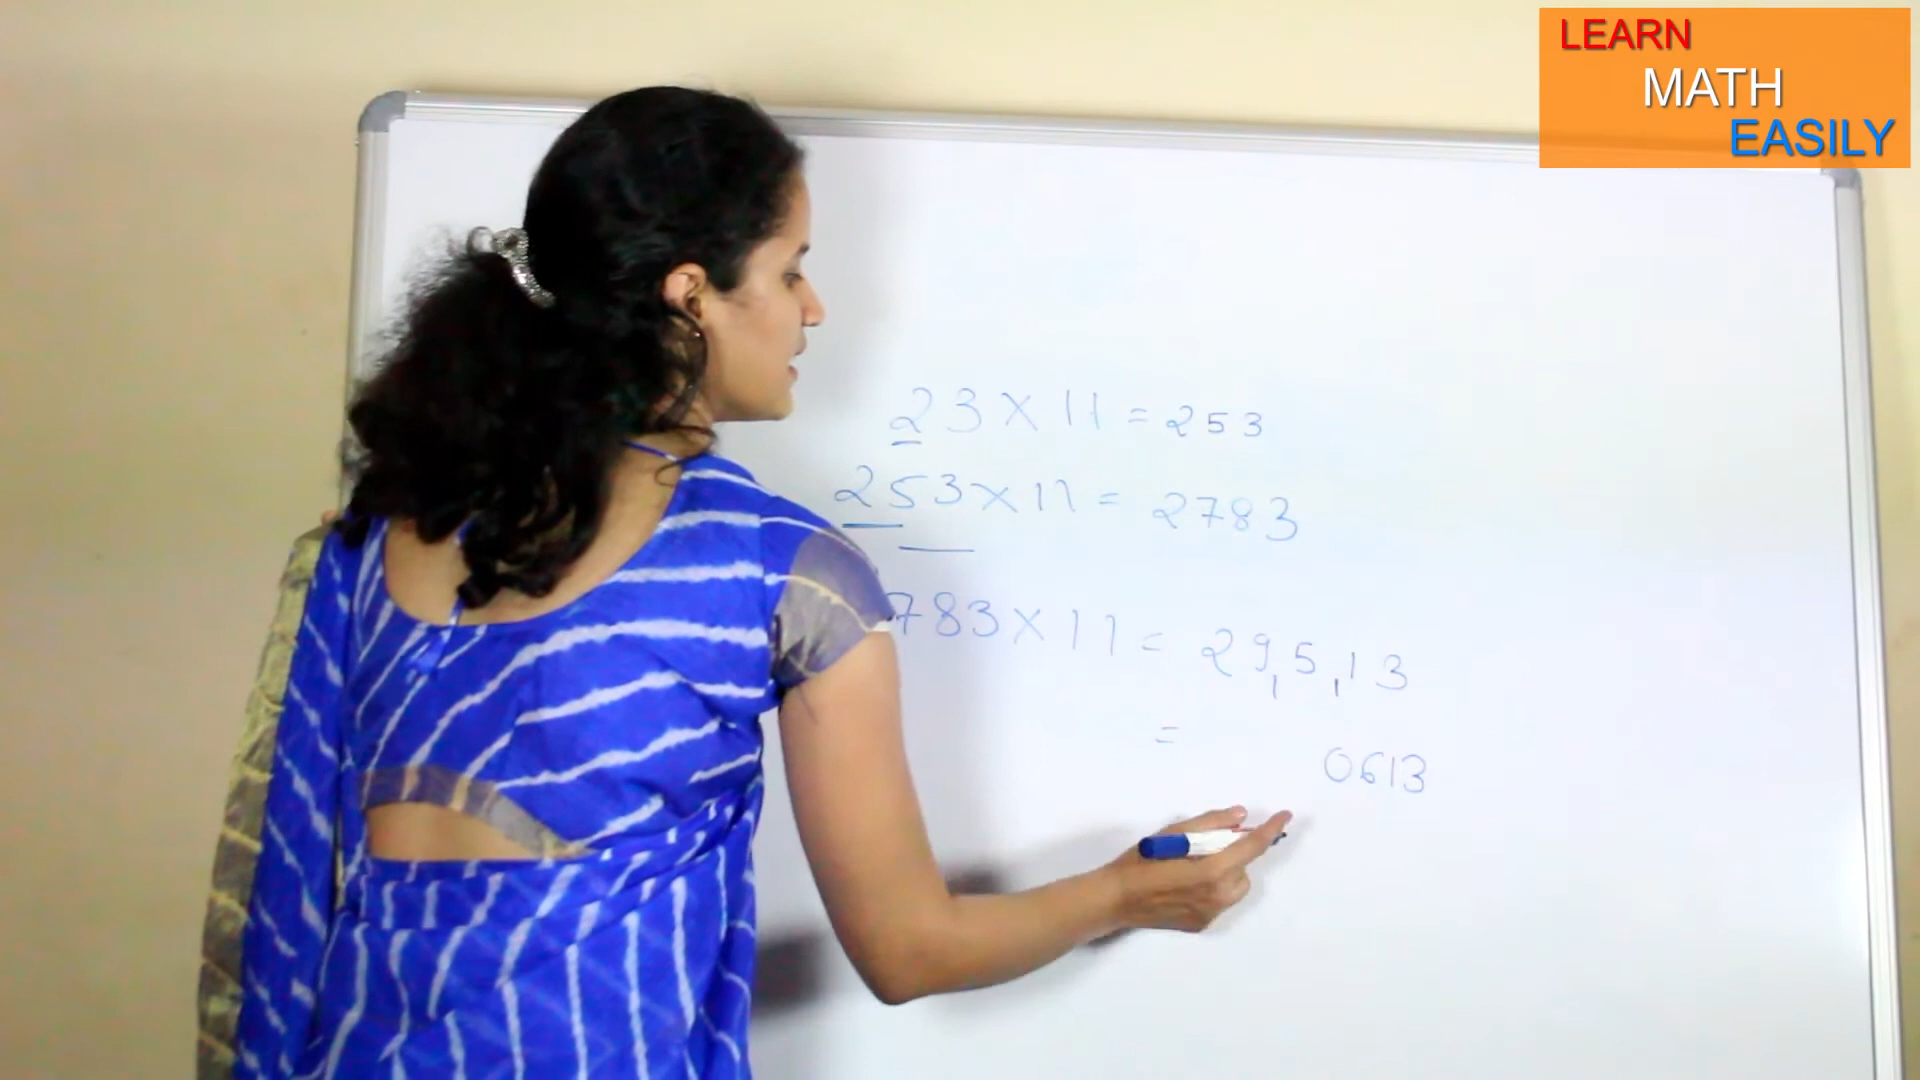 LEARN
MATH
EASILY
23 X 11 = 253
253 X 11 = 2783
783 X 11 = 29,5,13
= 0613